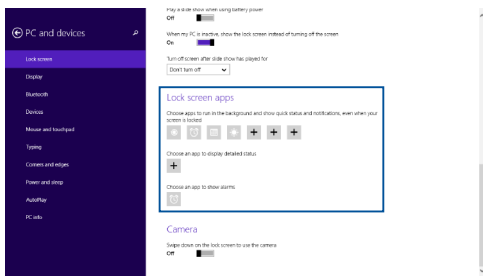 Play a slide show when using battery power
Off
PC and devices
When my PC is inactive, show the lock screen instead of turning off the screen
On
Lock screen
Turn off screen after slide show has played for
Don't turn off
Display
Bluetooth
Lock screen apps
Devices
Choose apps to run in the background and show quick status and notifications, even when your
screen is locked
Mouse and touchpad
Typing
Choose an app to display detailed status
Corners and edges
Power and sleep
Choose an app to show alarms
AutoPlay
PC info
Camera
Swipe down on the lock screen to use the camera
Off